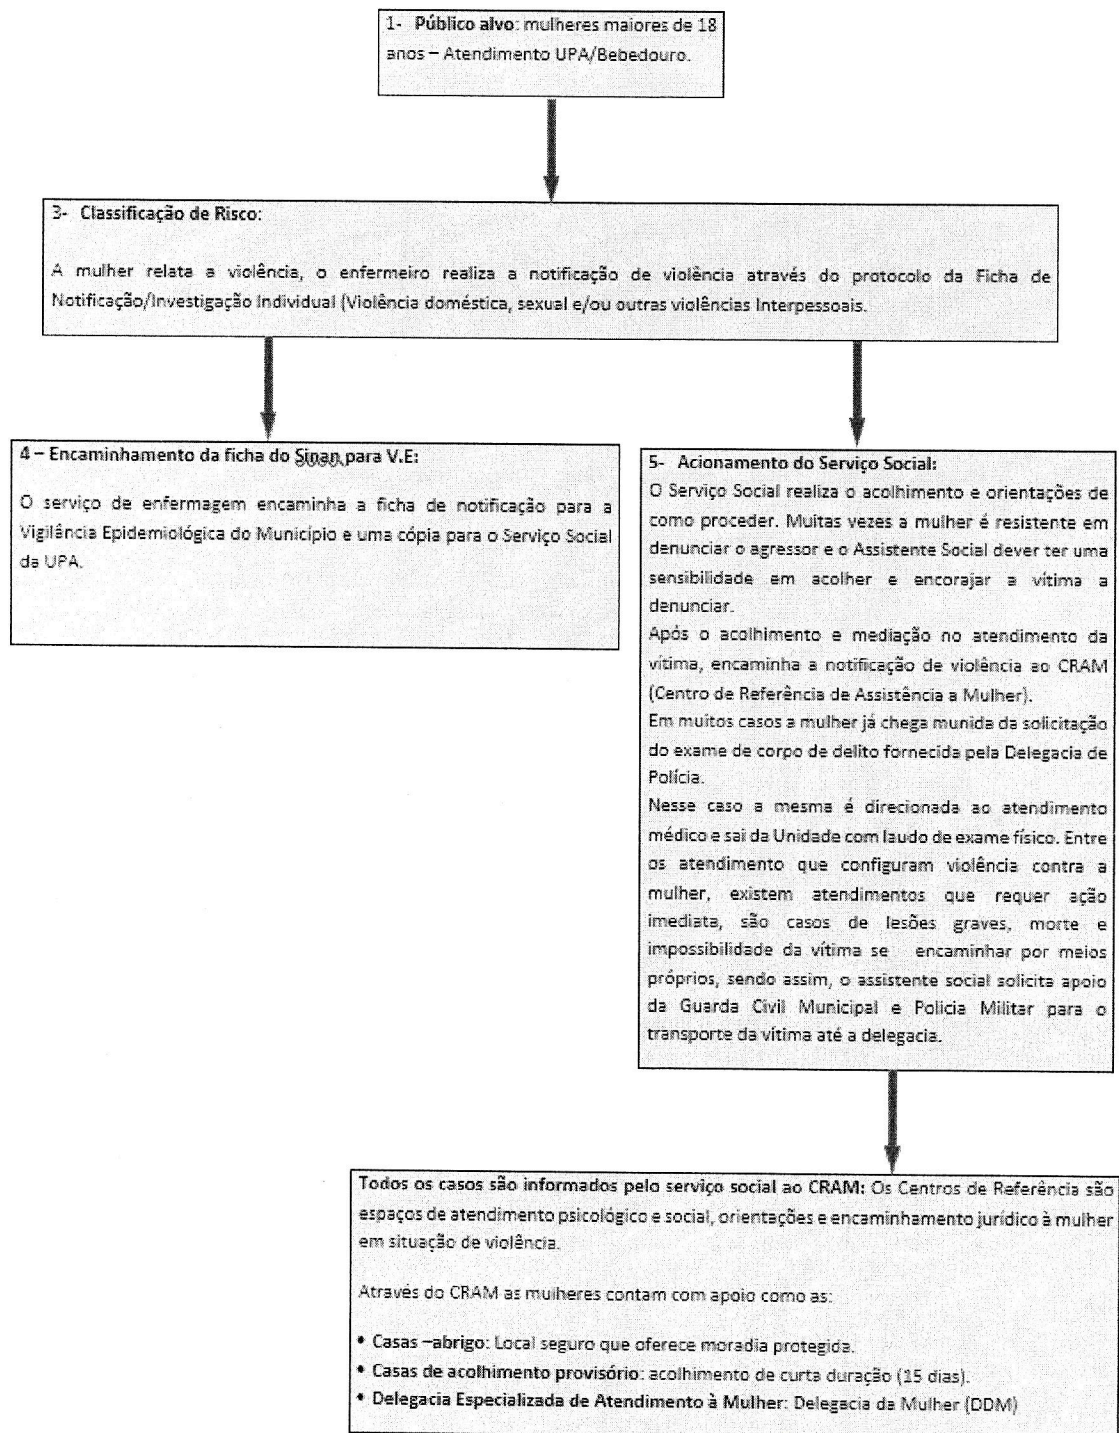 1- Público alvo: mulheres maiores de 18
anos – Atendimento UPA/Bebedouro.
3- Classificação de Risco:
A mulher relata a violência, o enfermeiro realiza a notificação de violência através do protocolo da Ficha de
Notificação/Investigação Individual (Violência doméstica, sexual e/ou outras violências Interpessoais.
4 – Encaminhamento da ficha do Sinan para V.E:
O serviço de enfermagem encaminha a ficha de notificação para a
Vigilância Epidemiológica do Município e uma cópia para o Serviço Social
da UPA.
5- Acionamento do Serviço Social:
O Serviço Social realiza o acolhimento e orientações de
como proceder. Muitas vezes a mulher é resistente em
denunciar o agressor e o Assistente Social dever ter uma
sensibilidade em acolher e encorajar a vítima a
denunciar.
Após o acolhimento e mediação no atendimento da
vítima, encaminha a notificação de violência ao CRAM
(Centro de Referência de Assistência a Mulher).
Em muitos casos a mulher já chega munida da solicitação
do exame de corpo de delito fornecida pela Delegacia de
Polícia.
Nesse caso a mesma é direcionada ao atendimento
médico e sai da Unidade com laudo de exame físico. Entre
os atendimento que configuram violência contra a
mulher, existem atendimentos que requer ação
imediata, são casos de lesões graves, morte e
impossibilidade da vítima se encaminhar por meios
próprios, sendo assim, o assistente social solicita apoio
da Guarda Civil Municipal e Policia Militar para o
transporte da vítima até a delegacia.
Todos os casos são informados pelo serviço social ao CRAM: Os Centros de Referência são
espaços de atendimento psicológico e social, orientações e encaminhamento jurídico à mulher
em situação de violência.
Através do CRAM as mulheres contam com apoio como as:
• Casas –abrigo: Local seguro que oferece moradia protegida.
• Casas de acolhimento provisório: acolhimento de curta duração (15 dias).
• Delegacia Especializada de Atendimento à Mulher: Delegacia da Mulher (DDM)